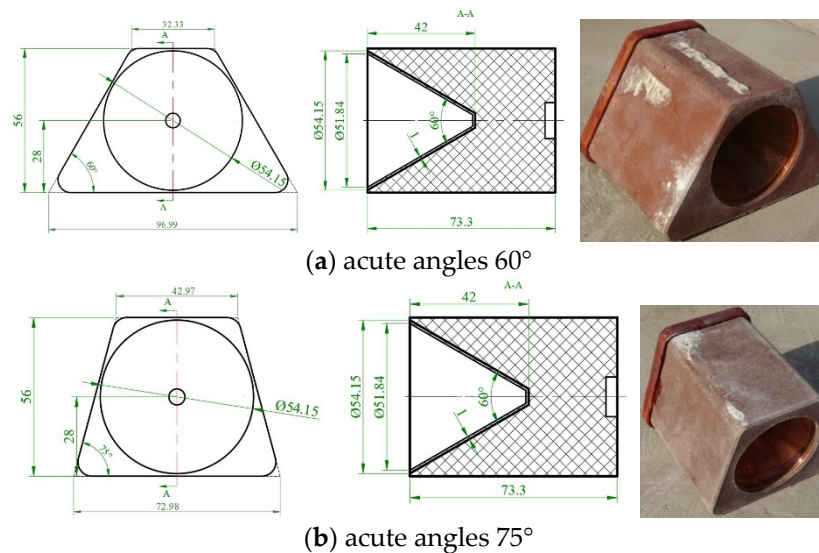 32.33
A
56
28
60°
Ø54.15
A
96.99
A-A
42
Ø54.15
Ø51.84
60°
1
73.3
(a) acute angles 60°
42.97
A
56
28
75°
Ø54.15
A
72.98
A-A
42
Ø54.15
Ø51.84
60°
1
73.3
(b) acute angles 75°